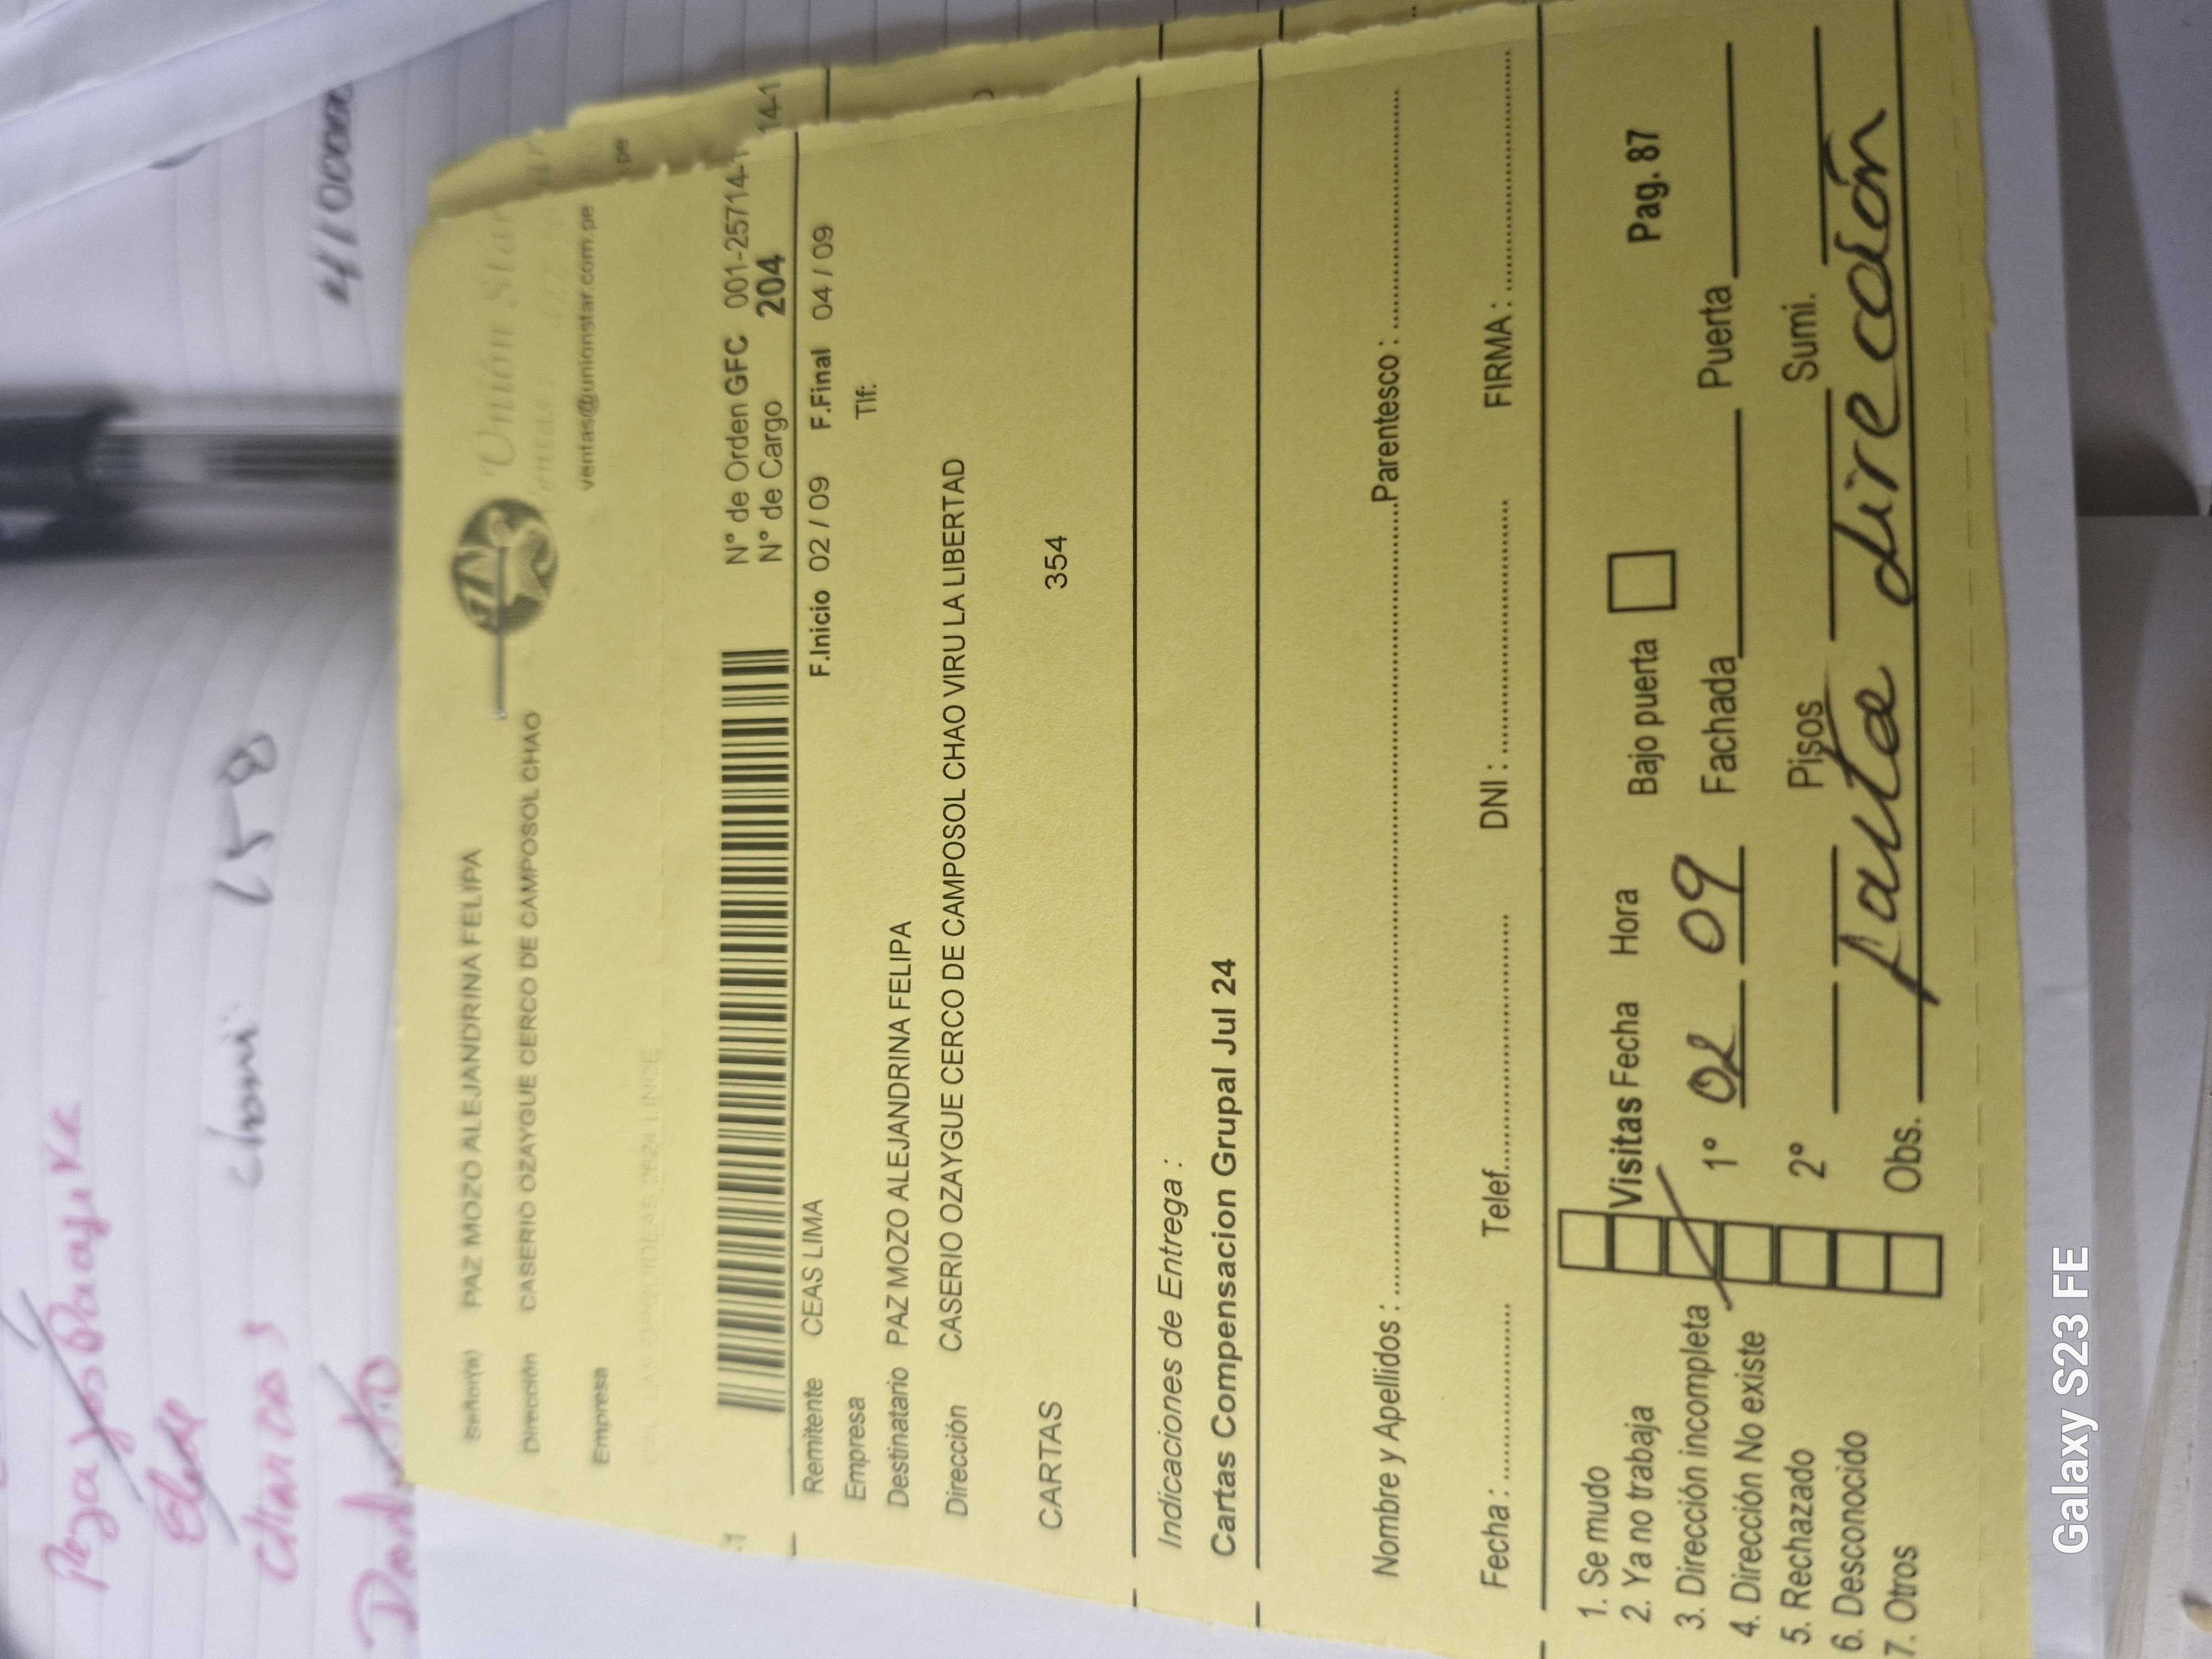 Señor(a) PAZ MOZO ALEJANDRINA FELIPA
Dirección CASERIO OZAYGUE CERCO DE CAMPOSOL CHAO
Empresa
Unión Star
ventas@unionstar.com.pe
pe
N° de Orden GFC 001-25714-1
14-1
N° de Cargo 204
Remitente CEAS LIMA
F.Inicio 02 / 09 F.Final 04 / 09
Empresa
Tlf:
Destinatario PAZ MOZO ALEJANDRINA FELIPA
Dirección CASERIO OZAYGUE CERCO DE CAMPOSOL CHAO VIRU LA LIBERTAD
CARTAS 354
Indicaciones de Entrega :
Cartas Compensacion Grupal Jul 24
Nombre y Apellidos : Parentesco :
Fecha : Telef. DNI : FIRMA :
1. Se mudo
2. Ya no trabaja
3. Dirección incompleta
4. Dirección No existe
5. Rechazado
6. Desconocido
7. Otros
Visitas Fecha Hora Bajo puerta Pag. 87
1° 02 09 Fachada Puerta
2° Pisos Sumi.
Obs. falta dirección
158
Galaxy S23 FE